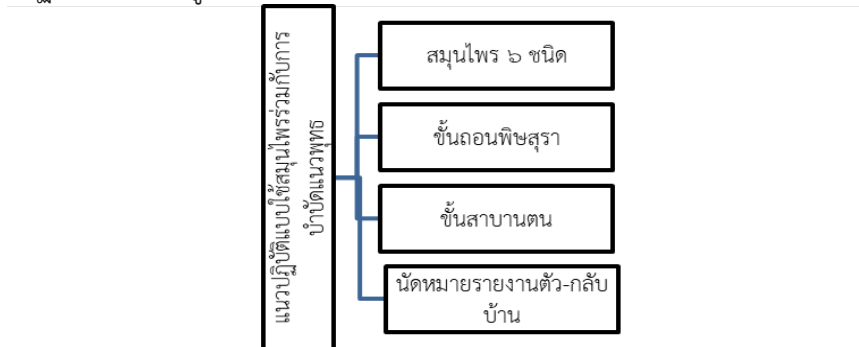 แนวปฏิบัติแบบใช้สมุนไพรร่วมกับการ
บำบัดแนวพุทธ
สมุนไพร ๖ ชนิด
ขั้นถอนพิษสุรา
ขั้นสาบานตน
นัดหมายรายงานตัว-กลับ
บ้าน